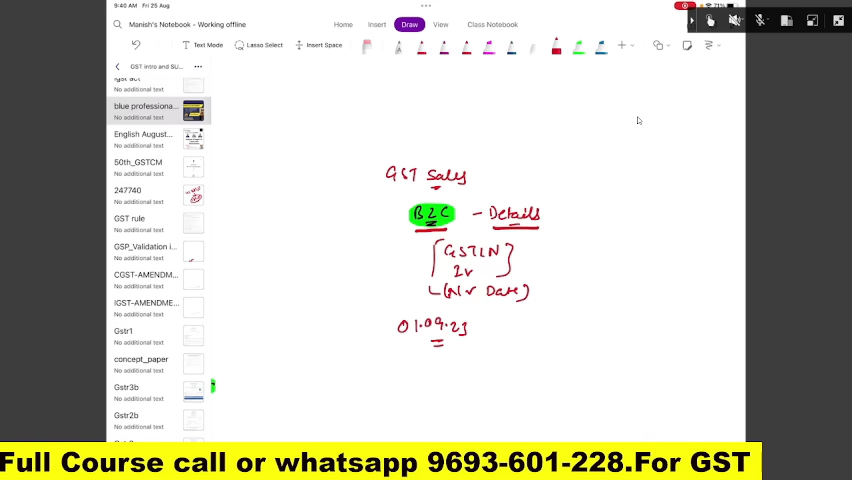 9:40 AM Fri 25 Aug
71%
Manish's Notebook - Working offline
Home
Insert
Draw
View
Class Notebook
Text Mode
Lasso Select
Insert Space
GST intro and SU...
igst act
No additional text
blue professiona...
No additional text
English August...
No additional text
50th_GSTCM
No additional text
247740
No additional text
GST rule
No additional text
GSP_Validation i...
No additional text
CGST-AMENDM...
No additional text
IGST-AMENDME...
No additional text
Gstr1
No additional text
concept_paper
No additional text
Gstr3b
No additional text
Gstr2b
No additional text
GST Sales
B2C - Details
GSTIN
Date
01.09.23
Full Course call or whatsapp 9693-601-228.For GST